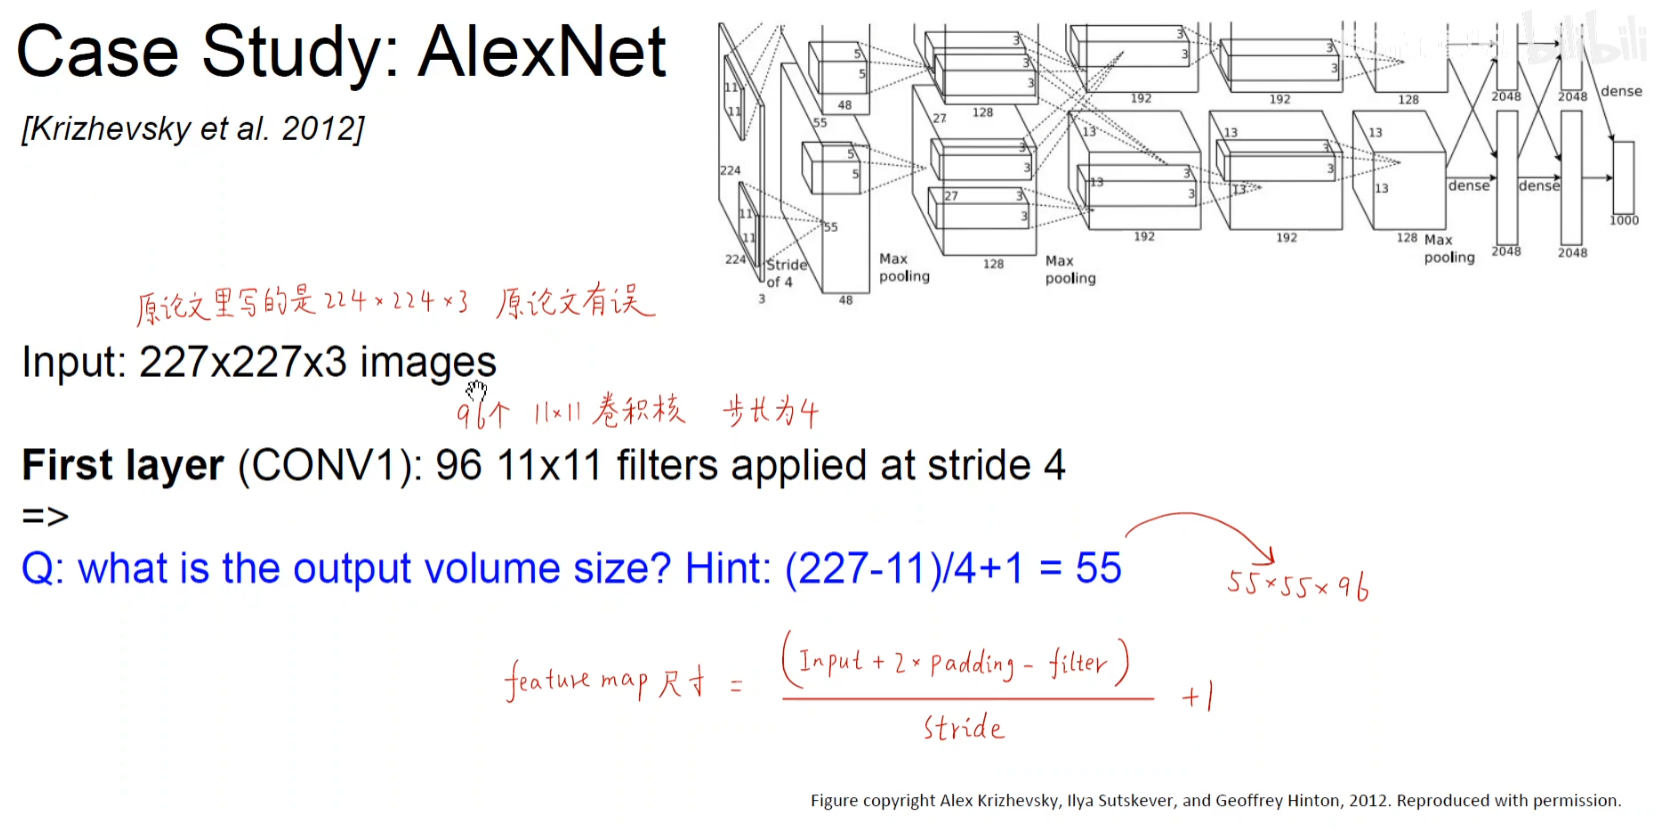 Case Study: AlexNet
[Krizhevsky et al. 2012]
bilibili
11
11
5
5
48
3
3
3
3
3
192
3
3
192
128
2048
2048
dense
55
27
128
224
5
5
3
3
13
3
3
13
3
3
13
13
11
11
55
27
3
3
13
13
13
dense
dense
1000
224
Stride
of 4
3
48
Max
pooling
128
Max
pooling
192
192
128
Max
pooling
2048
2048
原论文里写的是224×224×3 原论文有误
Input: 227x227x3 images
96个 11×11 卷积核 步长为4
First layer (CONV1): 96 11x11 filters applied at stride 4
=>
Q: what is the output volume size? Hint: (227-11)/4+1 = 55
55×55×96
feature map 尺寸 = (Input + 2× padding - filter)
stride
+1
Figure copyright Alex Krizhevsky, Ilya Sutskever, and Geoffrey Hinton, 2012. Reproduced with permission.